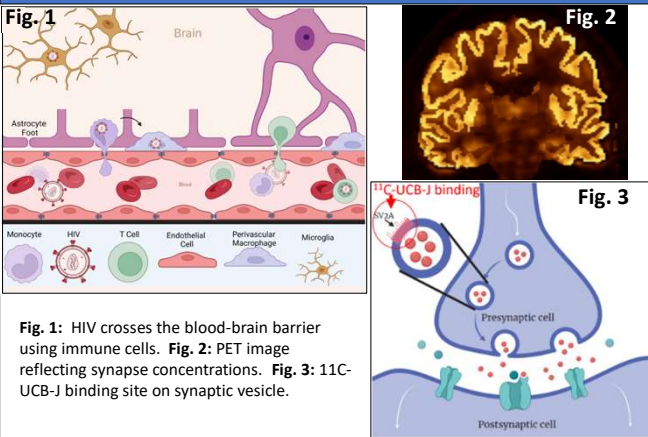 Fig. 1
Brain
Astrocyte
Foot
Blood
Monocyte
HIV
T Cell
Endothelial
Cell
Perivascular
Macrophage
Microglia
Fig. 1: HIV crosses the blood-brain barrier
using immune cells. Fig. 2: PET image
reflecting synapse concentrations. Fig. 3: 11C-
UCB-J binding site on synaptic vesicle.
Fig. 2
11C-UCB-J binding
Fig. 3
SV2A
Presynaptic cell
Postsynaptic cell